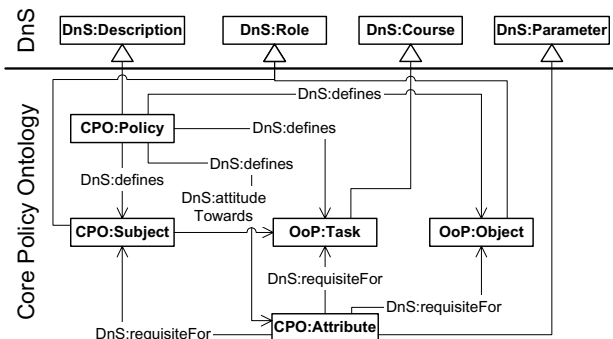 DnS
DnS:Description
DnS:Role
DnS:Course
DnS:Parameter
Core Policy Ontology
DnS:defines
CPO:Policy
DnS:defines
DnS:defines
DnS:defines
DnS:attitude
Towards
CPO:Subject
OoP:Task
OoP:Object
DnS:requisiteFor
DnS:requisiteFor
CPO:Attribute
DnS:requisiteFor